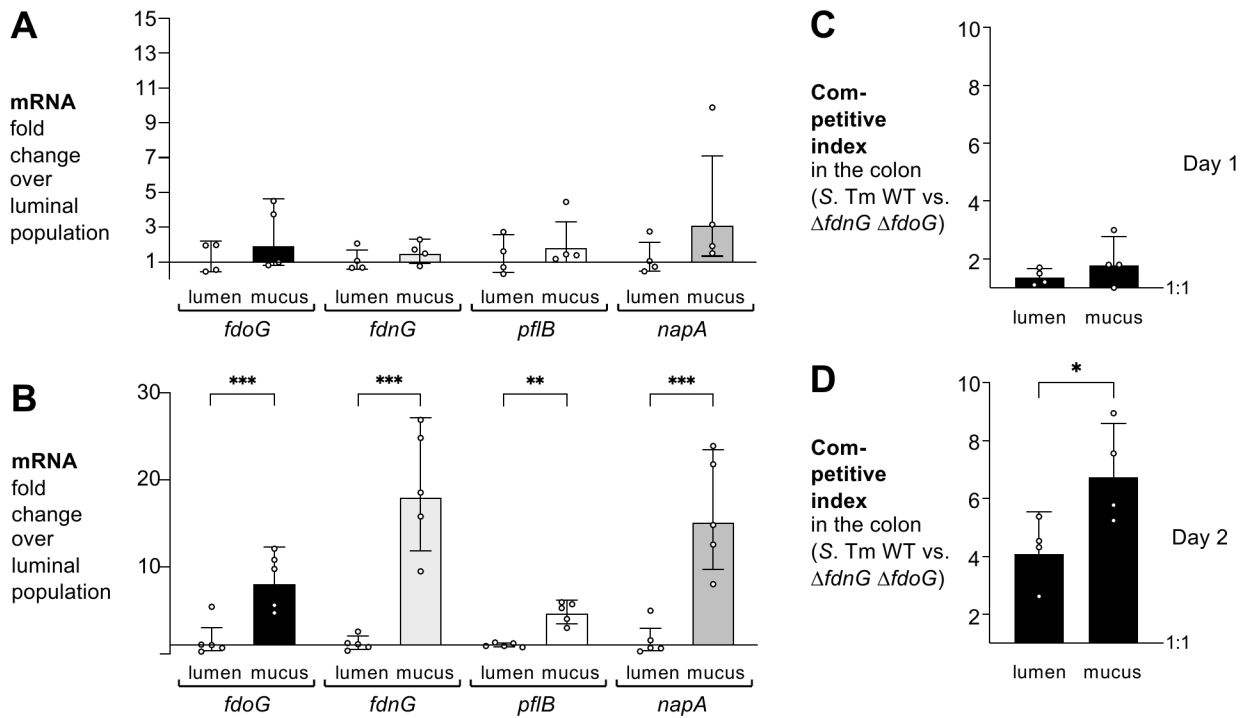 A
mRNA
fold
change
over
luminal
population
15
13
11
9
7
5
3
1
lumen mucus lumen mucus lumen mucus lumen mucus
fdoG fdnG pflB napA
B
mRNA
fold
change
over
luminal
population
30
20
10
*** *** ** ***
lumen mucus lumen mucus lumen mucus lumen mucus
fdoG fdnG pflB napA
C
Com-
petitive
index
in the colon
(S. Tm WT vs.
ΔfdnG ΔfdoG)
10
8
6
4
2
1:1
lumen mucus
Day 1
D
Com-
petitive
index
in the colon
(S. Tm WT vs.
ΔfdnG ΔfdoG)
10
8
6
4
2
*
1:1
lumen mucus
Day 2